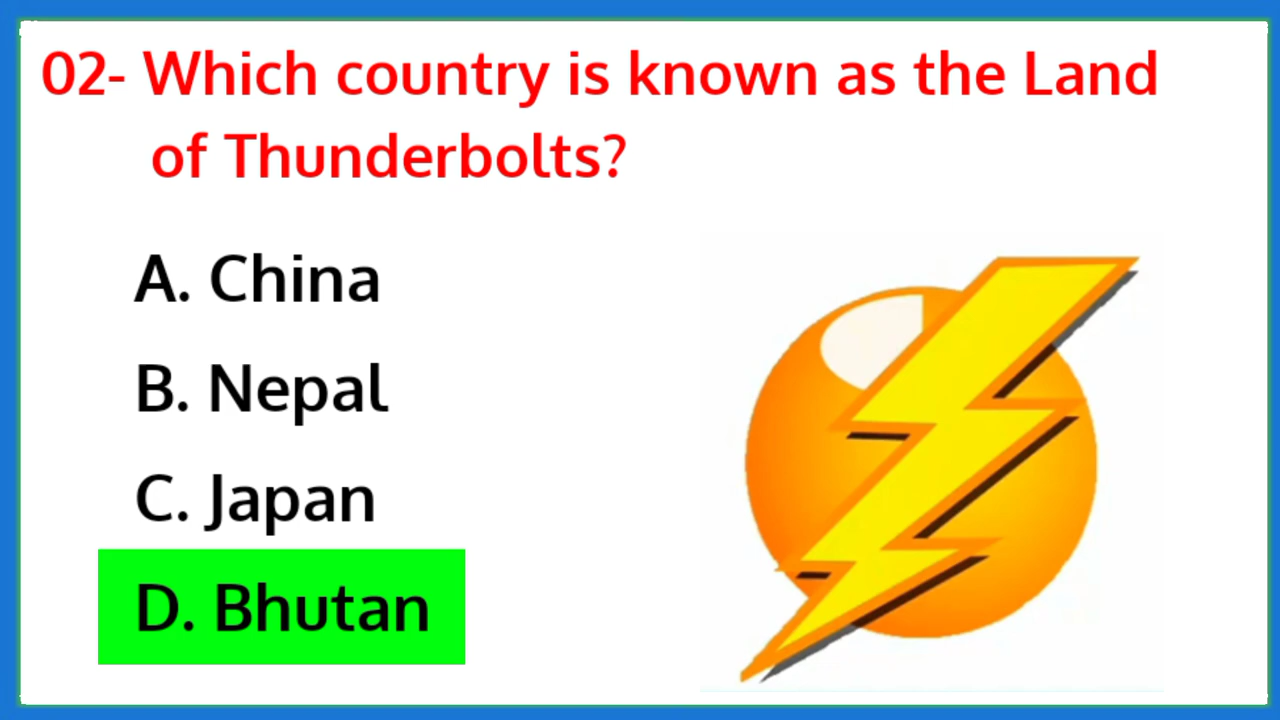 02- Which country is known as the Land
of Thunderbolts?
A. China
B. Nepal
C. Japan
D. Bhutan